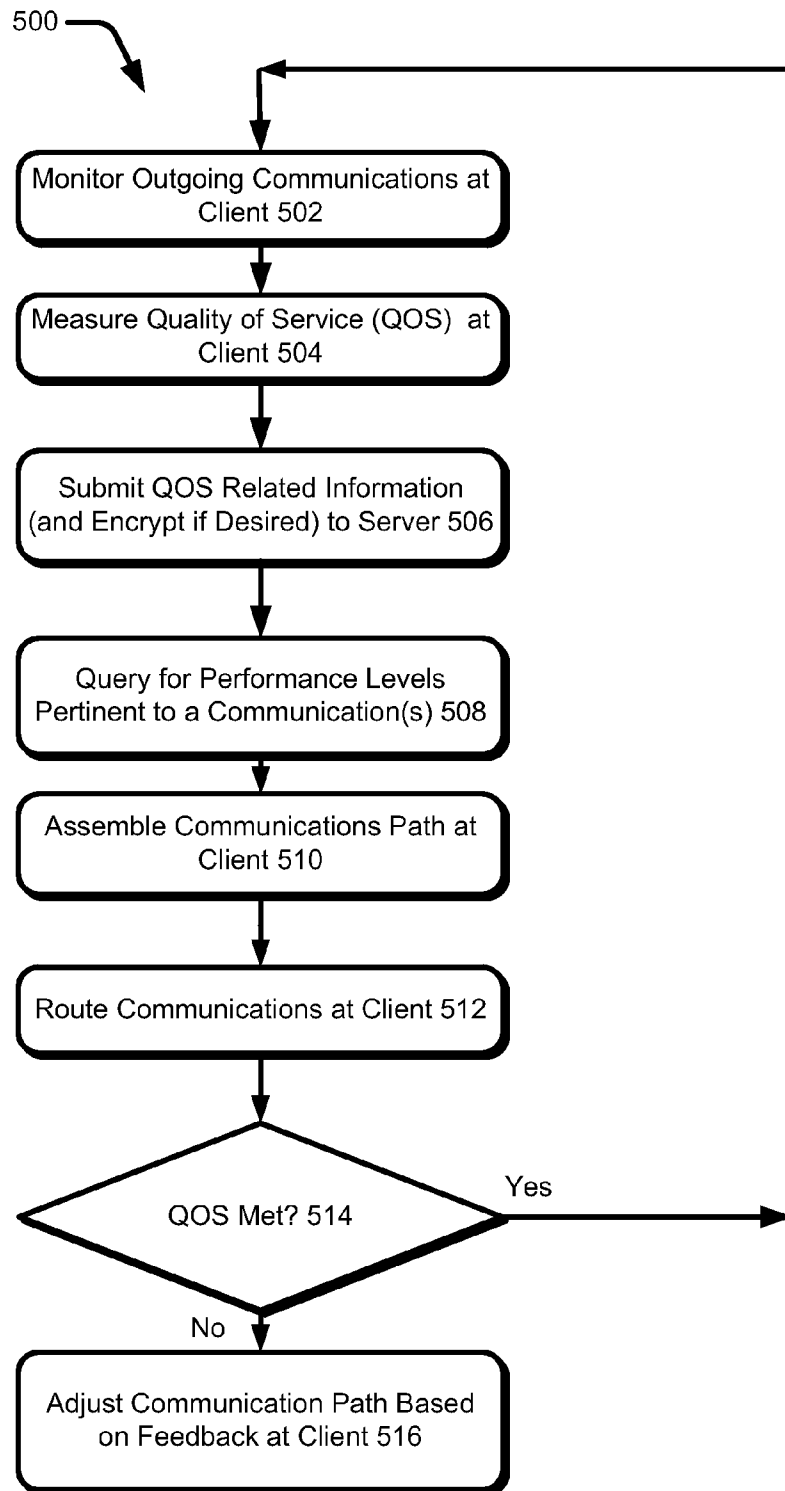 500
Monitor Outgoing Communications at
Client 502
Measure Quality of Service (QOS) at
Client 504
Submit QOS Related Information
(and Encrypt if Desired) to Server 506
Query for Performance Levels
Pertinent to a Communication(s) 508
Assemble Communications Path at
Client 510
Route Communications at Client 512
QOS Met? 514
Yes
No
Adjust Communication Path Based
on Feedback at Client 516